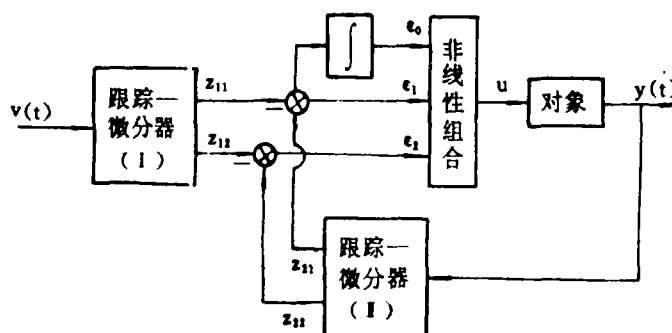 v(t)
跟踪—
微分器
(Ⅰ)
z₁₁
z₁₂
∫
ε₀
ε₁
ε₂
非线性组合
u
对象
y(t)
z₂₁
z₂₂
跟踪—
微分器
(Ⅱ)